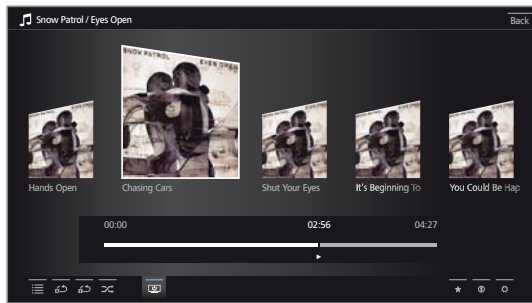 Snow Patrol / Eyes Open
Back
SNOW PATROL EYES OPEN
Hands Open
Chasing Cars
Shut Your Eyes
It's Beginning To
You Could Be Hap
00:00 02:56 04:27